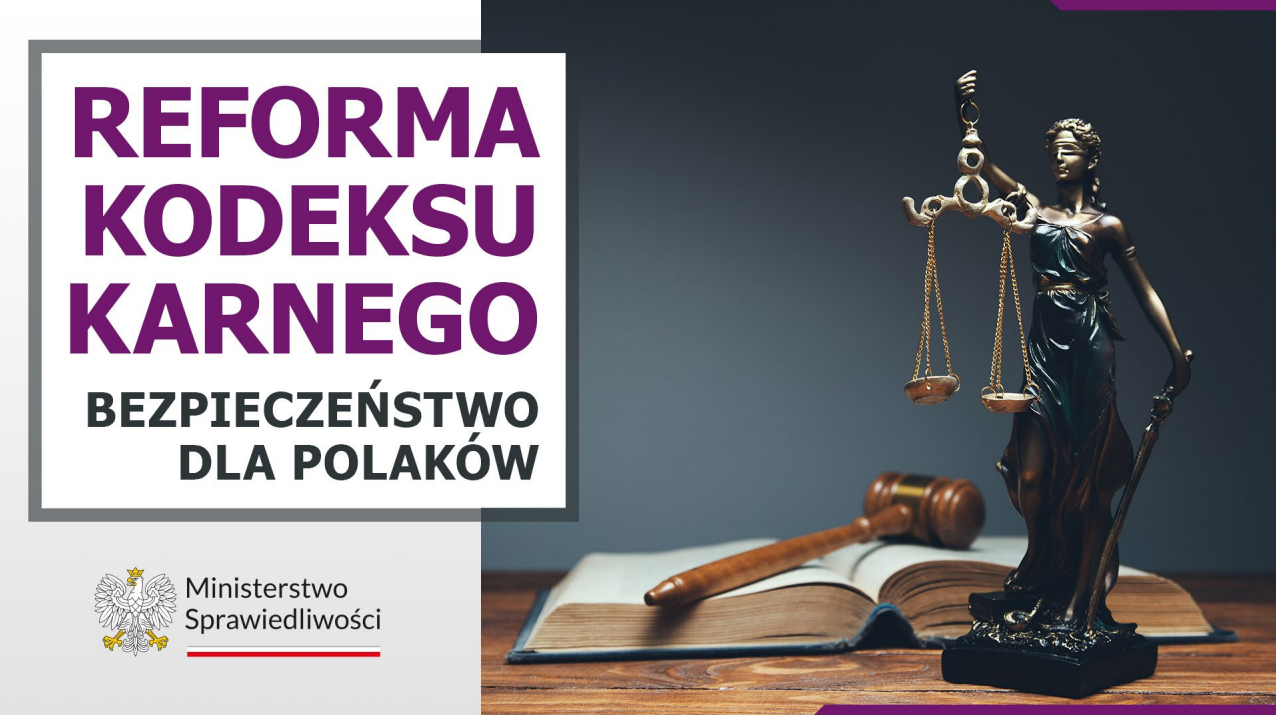 REFORMA
KODEKSU
KARNEGO
BEZPIECZEŃSTWO
DLA POLAKÓW
Ministerstwo
Sprawiedliwości